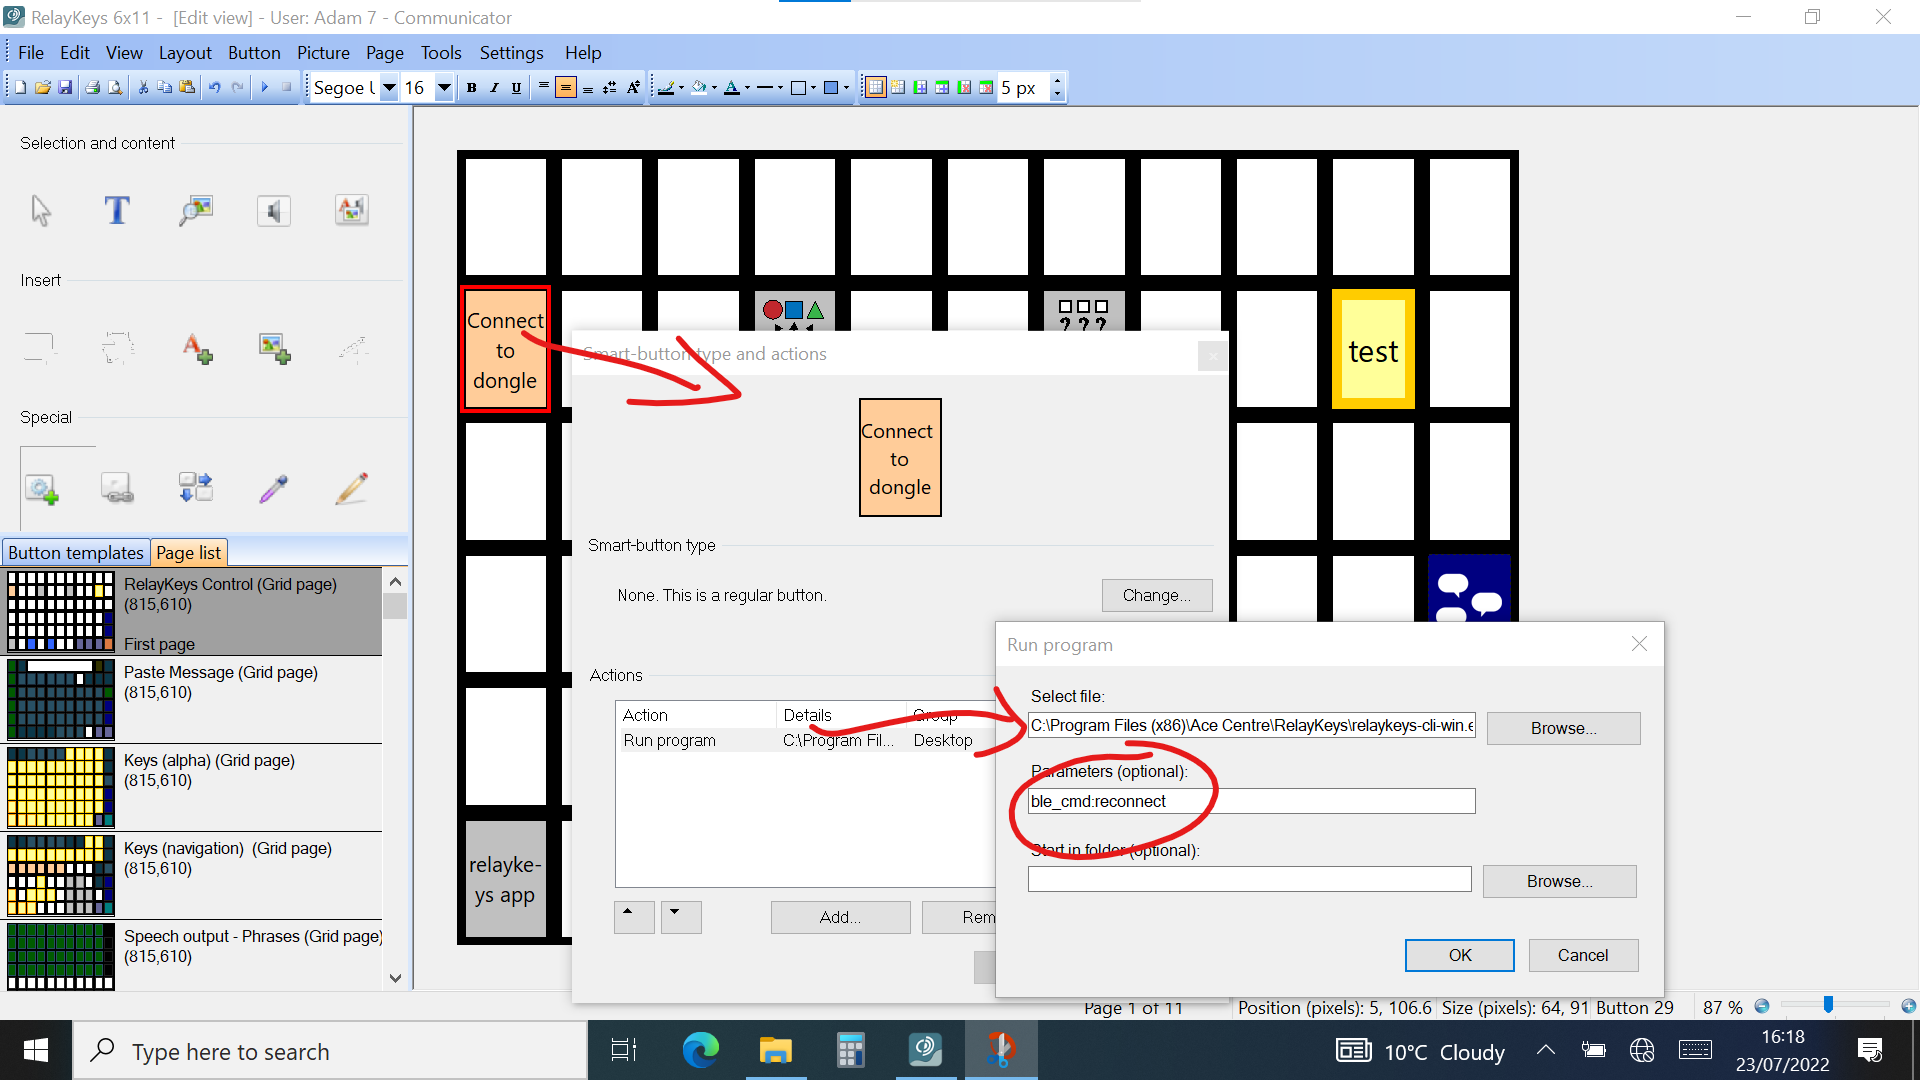 RelayKeys 6x11 - [Edit view] - User: Adam 7 - Communicator
File Edit View Layout Button Picture Page Tools Settings Help
Segoe U 16 B I U 5 px
Selection and content
Insert
Special
Button templates Page list
RelayKeys Control (Grid page)
(815,610)
First page
Paste Message (Grid page)
(815,610)
Keys (alpha) (Grid page)
(815,610)
Keys (navigation) (Grid page)
(815,610)
Speech output - Phrases (Grid page)
(815,610)
Connect
to
dongle
? ? ?
test
relayke-
ys app
Smart-button type and actions
Connect
to
dongle
Smart-button type
None. This is a regular button.
Change...
Actions
Action Details Group
Run program C:\Program Fil... Desktop
Add... Rem
Run program
Select file:
C:\Program Files (x86)\Ace Centre\RelayKeys\relaykeys-cli-win.e
Browse...
Parameters (optional):
ble_cmd:reconnect
Start in folder (optional):
Browse...
OK Cancel
Page 1 of 11 Position (pixels): 5, 106.6 Size (pixels): 64, 91 Button 29 87 %
Type here to search
10°C Cloudy
16:18
23/07/2022